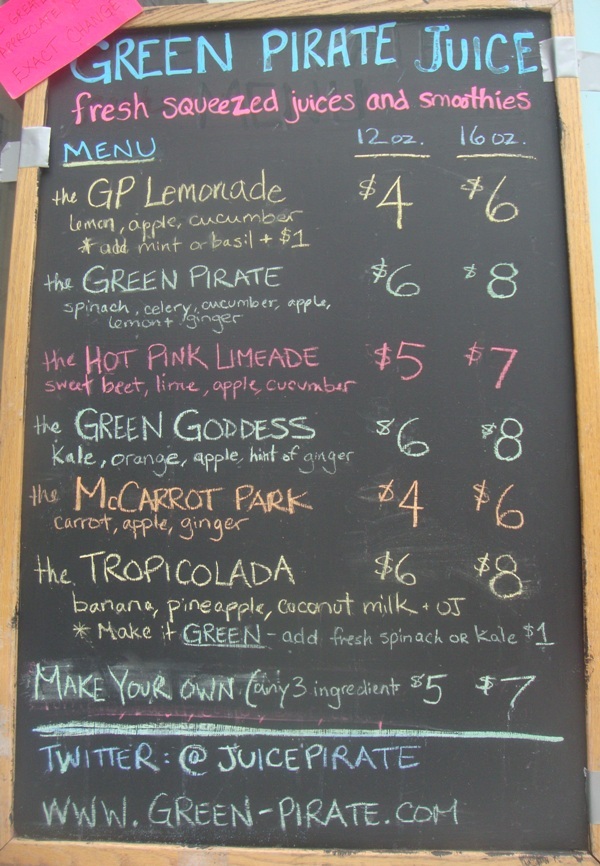 APPRECIATE
EXACT CHANGE
GREEN PIRATE JUICE
fresh squeezed juices and smoothies
MENU 12 oz. 16 oz.
the GP Lemonade $4 $6
lemon, apple, cucumber
* add mint or basil + $1
the GREEN PIRATE $6 $8
spinach, celery, cucumber, apple,
lemon + ginger
the HOT PINK LIMEADE $5 $7
sweet beet, lime, apple, cucumber
the GREEN GODDESS $6 $8
Kale, orange, apple, hint of ginger
the McCARROT PARK $4 $6
carrot, apple, ginger
the TROPICOLADA $6 $8
banana, pineapple, coconut milk + OJ
* Make it GREEN - add fresh spinach or kale $1
MAKE YOUR OWN (any 3 ingredient $5 $7
TWITTER: @JUICEPIRATE
WWW.GREEN-PIRATE.COM